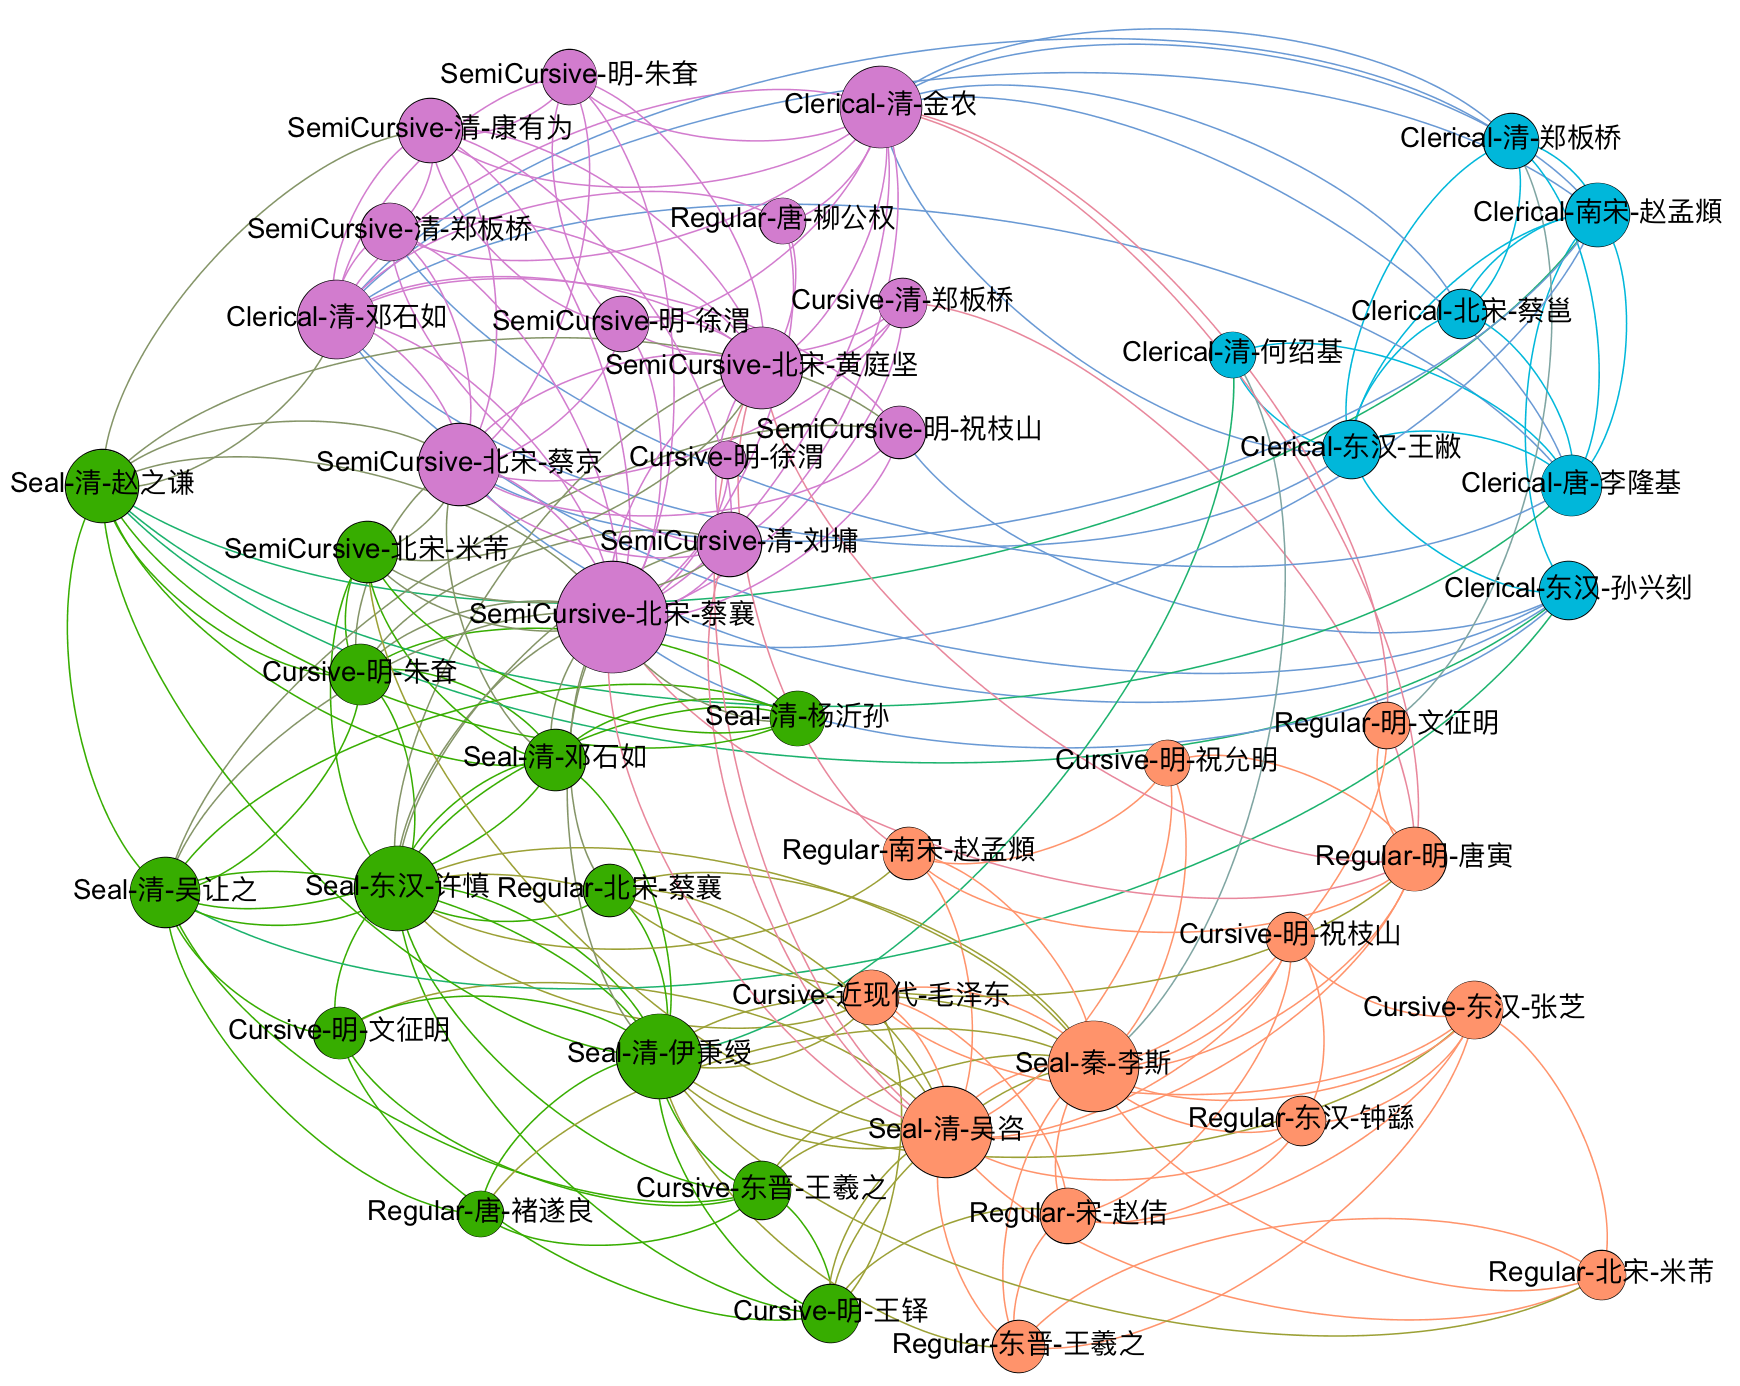 SemiCursive-明-朱耷
Clerical-清-金农
SemiCursive-清-康有为
Clerical-清-郑板桥
Clerical-南宋-赵孟頫
Regular-唐-柳公权
SemiCursive-清-郑板桥
Cursive-清-郑板桥
Clerical-北宋-蔡邕
Clerical-清-邓石如
SemiCursive-明-徐渭
Clerical-清-何绍基
SemiCursive-北宋-黄庭坚
SemiCursive-明-祝枝山
Clerical-东汉-王敞
Cursive-明-徐渭
SemiCursive-北宋-蔡京
Seal-清-赵之谦
Clerical-唐-李隆基
SemiCursive-清-刘墉
SemiCursive-北宋-米芾
Clerical-东汉-孙兴刻
SemiCursive-北宋-蔡襄
Cursive-明-朱耷
Seal-清-杨沂孙
Regular-明-文征明
Seal-清-邓石如
Cursive-明-祝允明
Regular-南宋-赵孟頫
Regular-明-唐寅
Seal-清-吴让之
Seal-东汉-许慎
Regular-北宋-蔡襄
Cursive-明-祝枝山
Cursive-近现代-毛泽东
Cursive-东汉-张芝
Cursive-明-文征明
Seal-清-伊秉绶
Seal-秦-李斯
Regular-东汉-钟繇
Seal-清-吴咨
Cursive-东晋-王羲之
Regular-唐-褚遂良
Regular-宋-赵佶
Regular-北宋-米芾
Cursive-明-王铎
Regular-东晋-王羲之